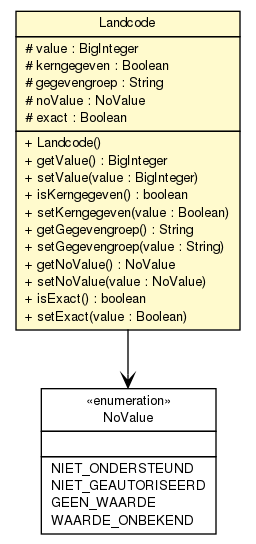 Landcode
# value : BigInteger
# kerngegeven : Boolean
# gegevengroep : String
# noValue : NoValue
# exact : Boolean
+ Landcode()
+ getValue() : BigInteger
+ setValue(value : BigInteger)
+ isKerngegeven() : boolean
+ setKerngegeven(value : Boolean)
+ getGegevengroep() : String
+ setGegevengroep(value : String)
+ getNoValue() : NoValue
+ setNoValue(value : NoValue)
+ isExact() : boolean
+ setExact(value : Boolean)
«enumeration»
NoValue
NIET_ONDERSTEUND
NIET_GEAUTORISEERD
GEEN_WAARDE
WAARDE_ONBEKEND